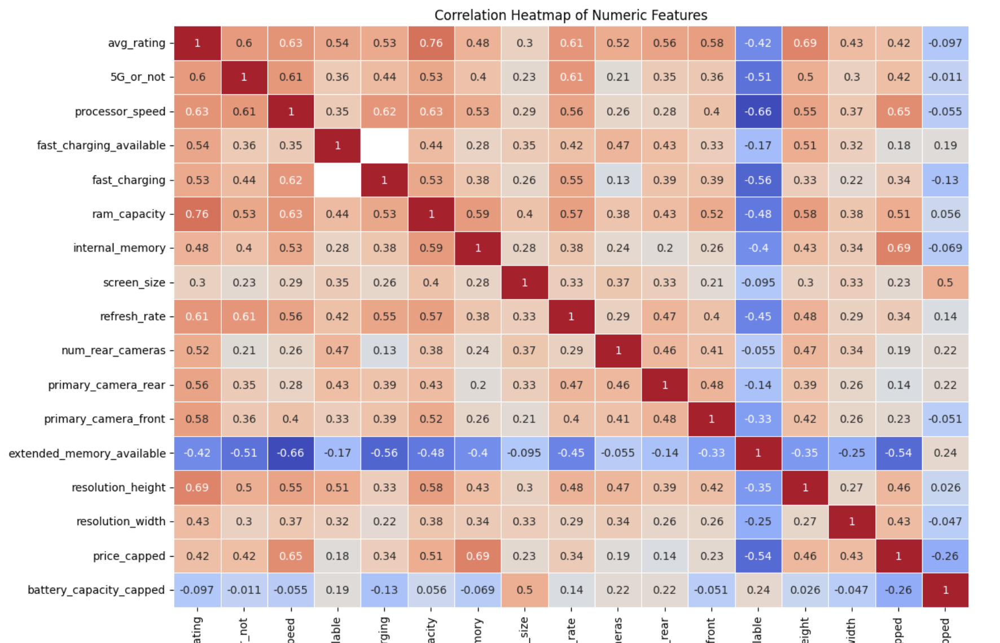 Correlation Heatmap of Numeric Features
avg_rating 1 0.6 0.63 0.54 0.53 0.76 0.48 0.3 0.61 0.52 0.56 0.58 -0.42 0.69 0.43 0.42 -0.097
5G_or_not 0.6 1 0.61 0.36 0.44 0.53 0.4 0.23 0.61 0.21 0.35 0.36 -0.51 0.5 0.3 0.42 -0.011
processor_speed 0.63 0.61 1 0.35 0.62 0.63 0.53 0.29 0.56 0.26 0.28 0.4 -0.66 0.55 0.37 0.65 -0.055
fast_charging_available 0.54 0.36 0.35 1 0.44 0.28 0.35 0.42 0.47 0.43 0.33 -0.17 0.51 0.32 0.18 0.19
fast_charging 0.53 0.44 0.62 1 0.53 0.38 0.26 0.55 0.13 0.39 0.39 -0.56 0.33 0.22 0.34 -0.13
ram_capacity 0.76 0.53 0.63 0.44 0.53 1 0.59 0.4 0.57 0.38 0.43 0.52 -0.48 0.58 0.38 0.51 0.056
internal_memory 0.48 0.4 0.53 0.28 0.38 0.59 1 0.28 0.38 0.24 0.2 0.26 -0.4 0.43 0.34 0.69 -0.069
screen_size 0.3 0.23 0.29 0.35 0.26 0.4 0.28 1 0.33 0.37 0.33 0.21 -0.095 0.3 0.33 0.23 0.5
refresh_rate 0.61 0.61 0.56 0.42 0.55 0.57 0.38 0.33 1 0.29 0.47 0.4 -0.45 0.48 0.29 0.34 0.14
num_rear_cameras 0.52 0.21 0.26 0.47 0.13 0.38 0.24 0.37 0.29 1 0.46 0.41 -0.055 0.47 0.34 0.19 0.22
primary_camera_rear 0.56 0.35 0.28 0.43 0.39 0.43 0.2 0.33 0.47 0.46 1 0.48 -0.14 0.39 0.26 0.14 0.22
primary_camera_front 0.58 0.36 0.4 0.33 0.39 0.52 0.26 0.21 0.4 0.41 0.48 1 -0.33 0.42 0.26 0.23 -0.051
extended_memory_available -0.42 -0.51 -0.66 -0.17 -0.56 -0.48 -0.4 -0.095 -0.45 -0.055 -0.14 -0.33 1 -0.35 -0.25 -0.54 0.24
resolution_height 0.69 0.5 0.55 0.51 0.33 0.58 0.43 0.3 0.48 0.47 0.39 0.42 -0.35 1 0.27 0.46 0.026
resolution_width 0.43 0.3 0.37 0.32 0.22 0.38 0.34 0.33 0.29 0.34 0.26 0.26 -0.25 0.27 1 0.43 -0.047
price_capped 0.42 0.42 0.65 0.18 0.34 0.51 0.69 0.23 0.34 0.19 0.14 0.23 -0.54 0.46 0.43 1 -0.26
battery_capacity_capped -0.097 -0.011 -0.055 0.19 -0.13 0.056 -0.069 0.5 0.14 0.22 0.22 -0.051 0.24 0.026 -0.047 -0.26 1
ating
_not
peed
lable
rging
acity
mory
_size
_rate
eras
_rear
front
lable
eight
width
pped
pped